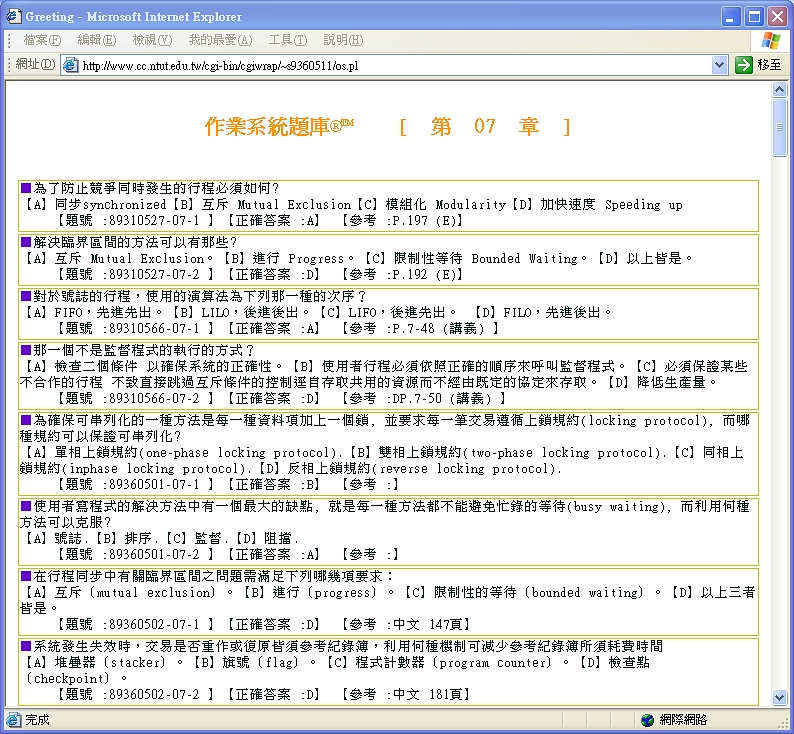 Greeting - Microsoft Internet Explorer
檔案(F) 編輯(E) 檢視(V) 我的最愛(A) 工具(T) 說明(H)
網址(D) http://www.cc.ntut.edu.tw/cgi-bin/cgiwrap/~s9360511/os.pl 移至
作業系統題庫®™ [ 第 07 章 ]
■為了防止競爭同時發生的行程必須如何?
【A】同步synchronized【B】互斥 Mutual Exclusion【C】模組化 Modularity【D】加快速度 Speeding up
【題號 :89310527-07-1 】【正確答案 :A】 【參考 :P.197 (E)】
■解決臨界區間的方法可以有那些?
【A】互斥 Mutual Exclusion。【B】進行 Progress。【C】限制性等待 Bounded Waiting。【D】以上皆是。
【題號 :89310527-07-2 】【正確答案 :D】 【參考 :P.192 (E)】
■對於號誌的行程，使用的演算法為下列那一種的次序？
【A】FIFO，先進先出。【B】LILO，後進後出。【C】LIFO，後進先出。 【D】FILO，先進後出。
【題號 :89310566-07-1 】【正確答案 :A】 【參考 :P.7-48 (講義) 】
■那一個不是監督程式的執行的方式？
【A】檢查二個條件 以確保系統的正確性。【B】使用者行程必須依照正確的順序來呼叫監督程式。【C】必須保證某些
不合作的行程 不致直接跳過互斥條件的控制逕自存取共用的資源而不經由既定的協定來存取。【D】降低生產量。
【題號 :89310566-07-2 】【正確答案 :D】 【參考 :DP.7-50 (講義) 】
■為確保可串列化的一種方法是每一種資料項加上一個鎖, 並要求每一筆交易遵循上鎖規約(locking protocol), 而哪
種規約可以保證可串列化?
【A】單相上鎖規約(one-phase locking protocol).【B】雙相上鎖規約(two-phase locking protocol).【C】同相上
鎖規約(inphase locking protocol).【D】反相上鎖規約(reverse locking protocol).
【題號 :89360501-07-1 】【正確答案 :B】 【參考 :】
■使用者寫程式的解決方法中有一個最大的缺點, 就是每一種方法都不能避免忙錄的等待(busy waiting), 而利用何種
方法可以克服?
【A】號誌.【B】排序.【C】監督.【D】阻擋.
【題號 :89360501-07-2 】【正確答案 :A】 【參考 :】
■在行程同步中有關臨界區間之問題需滿足下列哪幾項要求：
【A】互斥（mutual exclusion）。【B】進行（progress）。【C】限制性的等待（bounded waiting）。【D】以上三者
皆是。
【題號 :89360502-07-1 】【正確答案 :D】 【參考 :中文 147頁】
■系統發生失效時，交易是否重作或復原皆須參考紀錄簿，利用何種機制可減少參考紀錄簿所須耗費時間
【A】堆疊器（stacker）。【B】旗號（flag）。【C】程式計數器（program counter）。【D】檢查點
（checkpoint）。
【題號 :89360502-07-2 】【正確答案 :D】 【參考 :中文 181頁】
完成 網際網路